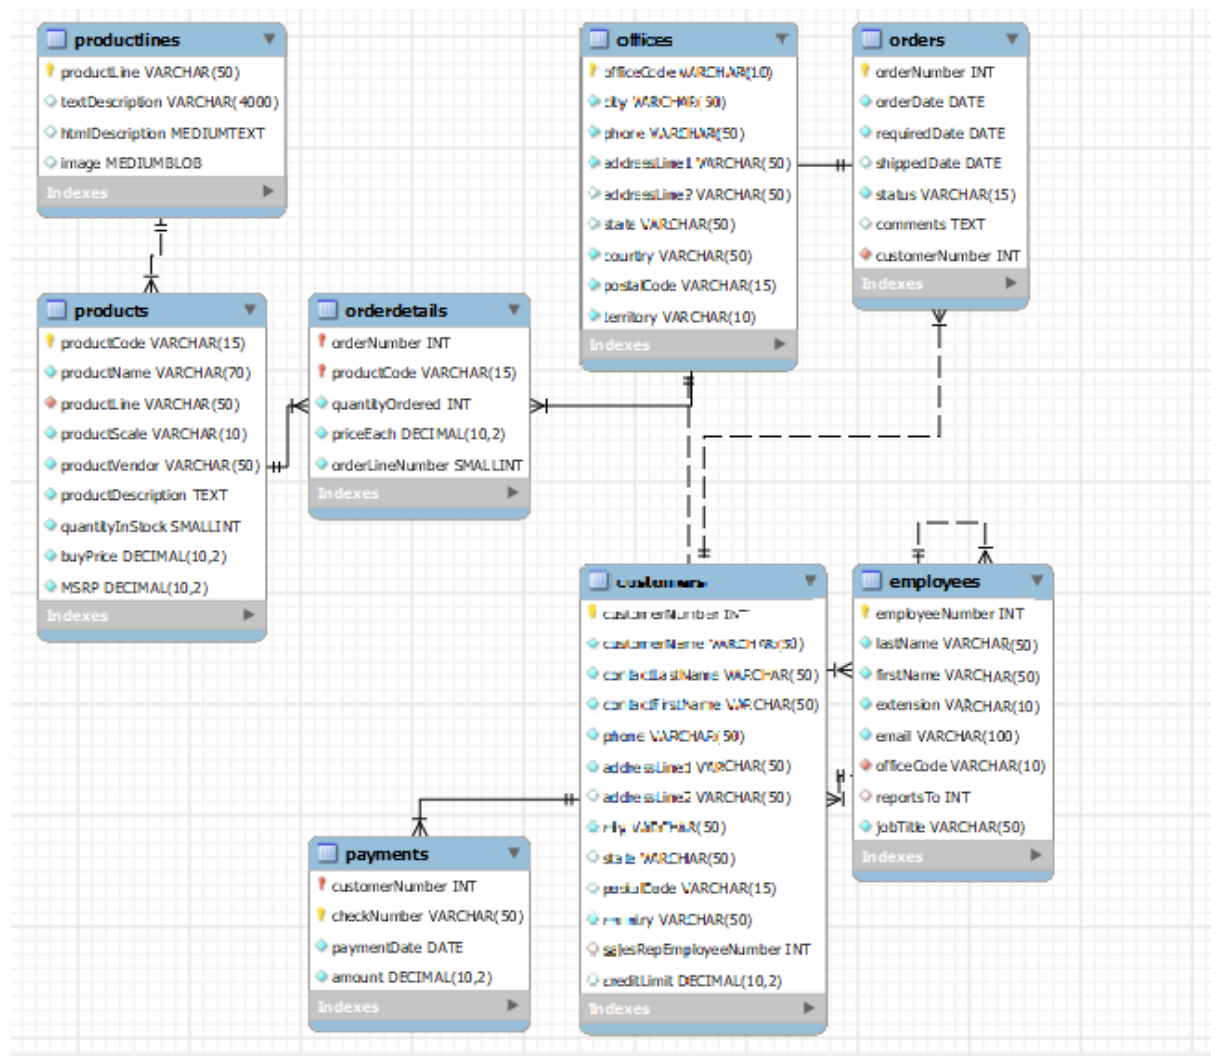 productlines
productLine VARCHAR(50)
textDescription VARCHAR(4000)
htmlDescription MEDIUMTEXT
image MEDIUMBLOB
Indexes
offices
officeCode VARCHAR(10)
city VARCHAR(50)
phone VARCHAR(50)
addressLine1 VARCHAR(50)
addressLine2 VARCHAR(50)
state VARCHAR(50)
country VARCHAR(50)
postalCode VARCHAR(15)
territory VARCHAR(10)
Indexes
orders
orderNumber INT
orderDate DATE
requiredDate DATE
shippedDate DATE
status VARCHAR(15)
comments TEXT
customerNumber INT
Indexes
products
productCode VARCHAR(15)
productName VARCHAR(70)
productLine VARCHAR(50)
productScale VARCHAR(10)
productVendor VARCHAR(50)
productDescription TEXT
quantityInStock SMALLINT
buyPrice DECIMAL(10,2)
MSRP DECIMAL(10,2)
Indexes
orderdetails
orderNumber INT
productCode VARCHAR(15)
quantityOrdered INT
priceEach DECIMAL(10,2)
orderLineNumber SMALLINT
Indexes
customers
customerNumber INT
customerName VARCHAR(50)
contactLastName VARCHAR(50)
contactFirstName VARCHAR(50)
phone VARCHAR(50)
addressLine1 VARCHAR(50)
addressLine2 VARCHAR(50)
city VARCHAR(50)
state VARCHAR(50)
postalCode VARCHAR(15)
country VARCHAR(50)
salesRepEmployeeNumber INT
creditLimit DECIMAL(10,2)
Indexes
employees
employeeNumber INT
lastName VARCHAR(50)
firstName VARCHAR(50)
extension VARCHAR(10)
email VARCHAR(100)
officeCode VARCHAR(10)
reportsTo INT
jobTitle VARCHAR(50)
Indexes
payments
customerNumber INT
checkNumber VARCHAR(50)
paymentDate DATE
amount DECIMAL(10,2)
Indexes